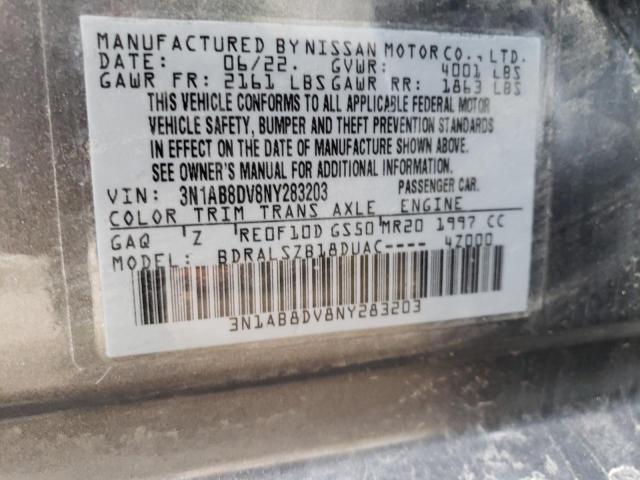 MANUFACTURED BY NISSAN MOTOR CO., LTD.
DATE: 06/22. GVWR: 4001 LBS
GAWR FR: 2161 LBS GAWR RR: 1863 LBS
THIS VEHICLE CONFORMS TO ALL APPLICABLE FEDERAL MOTOR
VEHICLE SAFETY, BUMPER AND THEFT PREVENTION STANDARDS
IN EFFECT ON THE DATE OF MANUFACTURE SHOWN ABOVE.
SEE OWNER'S MANUAL FOR ADDITIONAL INFORMATION.
VIN: 3N1AB8DV8NY283203 PASSENGER CAR.
COLOR TRIM TRANS AXLE ENGINE
GAQ Z RE0F10D GS50 MR20 1997 CC
MODEL: BDRALSZB18DUAC---- 4Z000
3N1AB8DV8NY283203